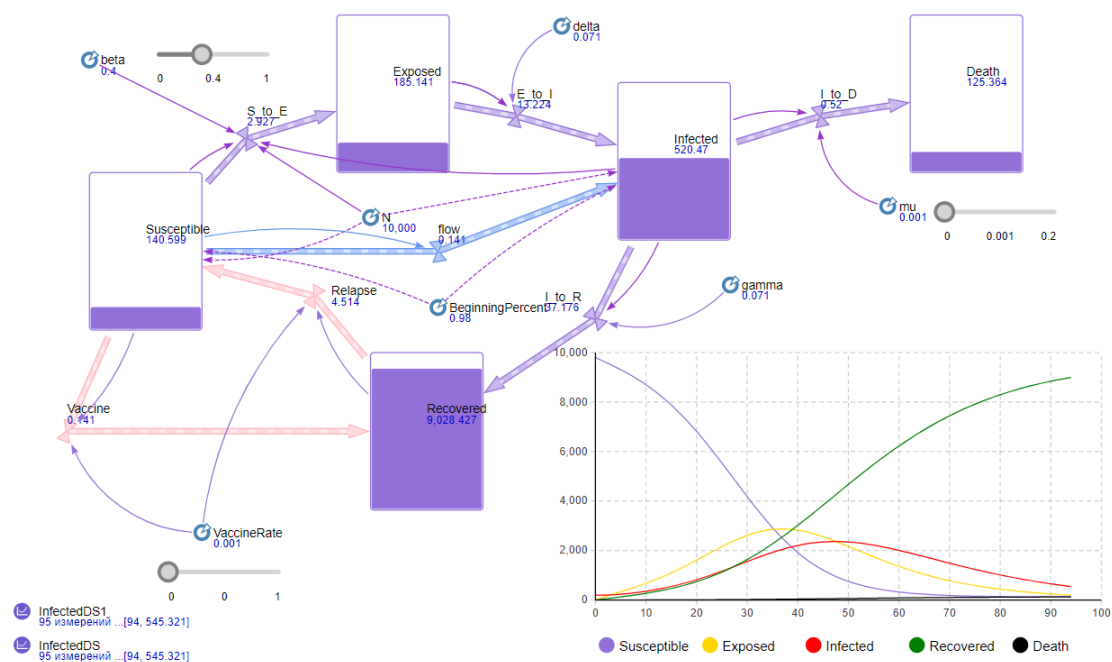 beta
0.4
0 0.4 1
delta
0.071
Exposed
185.141
Death
125.364
S_to_E
2.927
E_to_I
13.224
I_to_D
0.52
Infected
520.47
Susceptible
140.599
N
10,000
flow
0.141
mu
0.001
0 0.001 0.2
Relapse
4.514
BeginningPercent
0.98
I_to_R
37.176
gamma
0.071
Vaccine
0.141
Recovered
9,028.427
VaccineRate
0.001
0 0 1
InfectedDS1
95 измерений ...[94, 545.321]
InfectedDS
95 измерений ...[94, 545.321]
10,000
8,000
6,000
4,000
2,000
0
0 10 20 30 40 50 60 70 80 90 100
Susceptible Exposed Infected Recovered Death